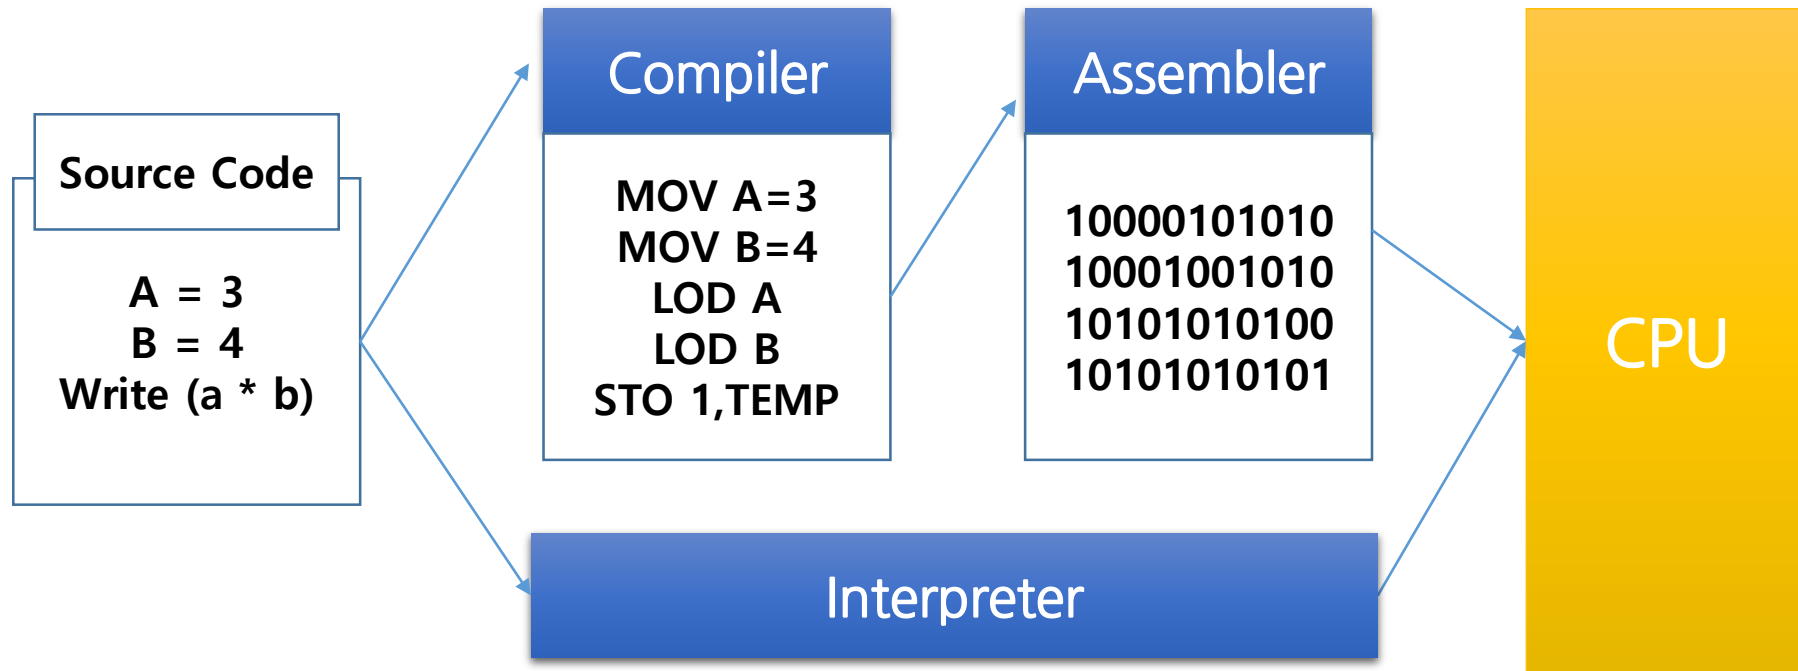 Source Code
A = 3
B = 4
Write (a * b)
Compiler
MOV A=3
MOV B=4
LOD A
LOD B
STO 1,TEMP
Assembler
10000101010
10001001010
10101010100
10101010101
Interpreter
CPU